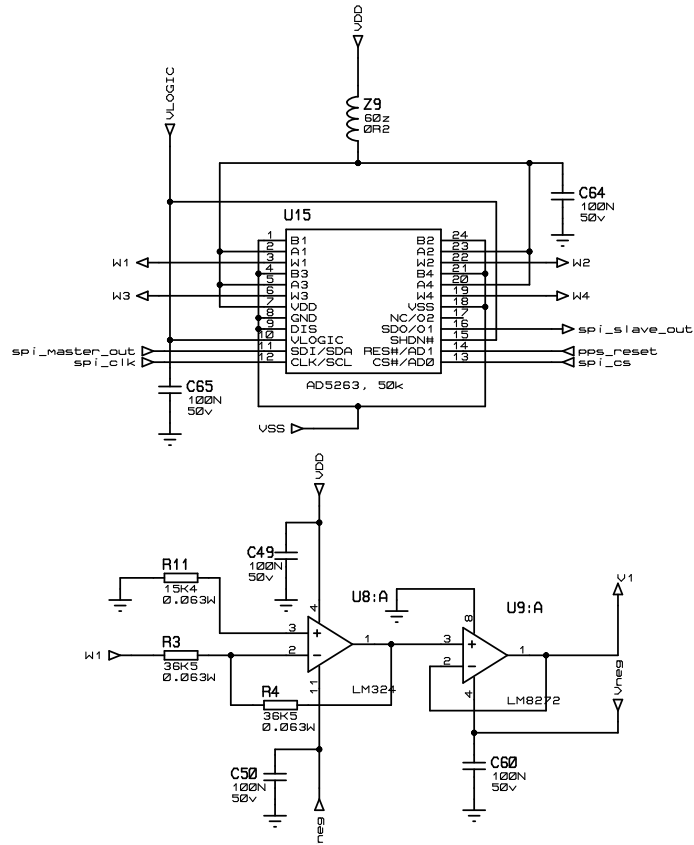 VDD
VLOGIC
Z9
60z
0R2
C64
100N
50v
U15
1 B1 B2 24
2 A1 A2 23
W1 3 W1 W2 22 W2
4 B3 B4 21
5 A3 A4 20
W3 6 W3 W4 19 W4
7 VDD VSS 18
8 GND NC/O2 17
9 DIS SDO/O1 16 spi_slave_out
10 VLOGIC SHDN# 15
spi_master_out 11 SDI/SDA RES#/AD1 14 pps_reset
spi_clk 12 CLK/SCL CS#/AD0 13 spi_cs
AD5263, 50k
C65
100N
50v
VSS
VDD
C49
100N
50v
R11
15K4
0.063W
U8:A
U9:A
V1
4
8
3 + 1
3 + 1
W1
R3
36K5
0.063W
2 -
2 -
11
LM324
4
LM8272
Vneg
R4
36K5
0.063W
C50
100N
50v
C60
100N
50v
neg